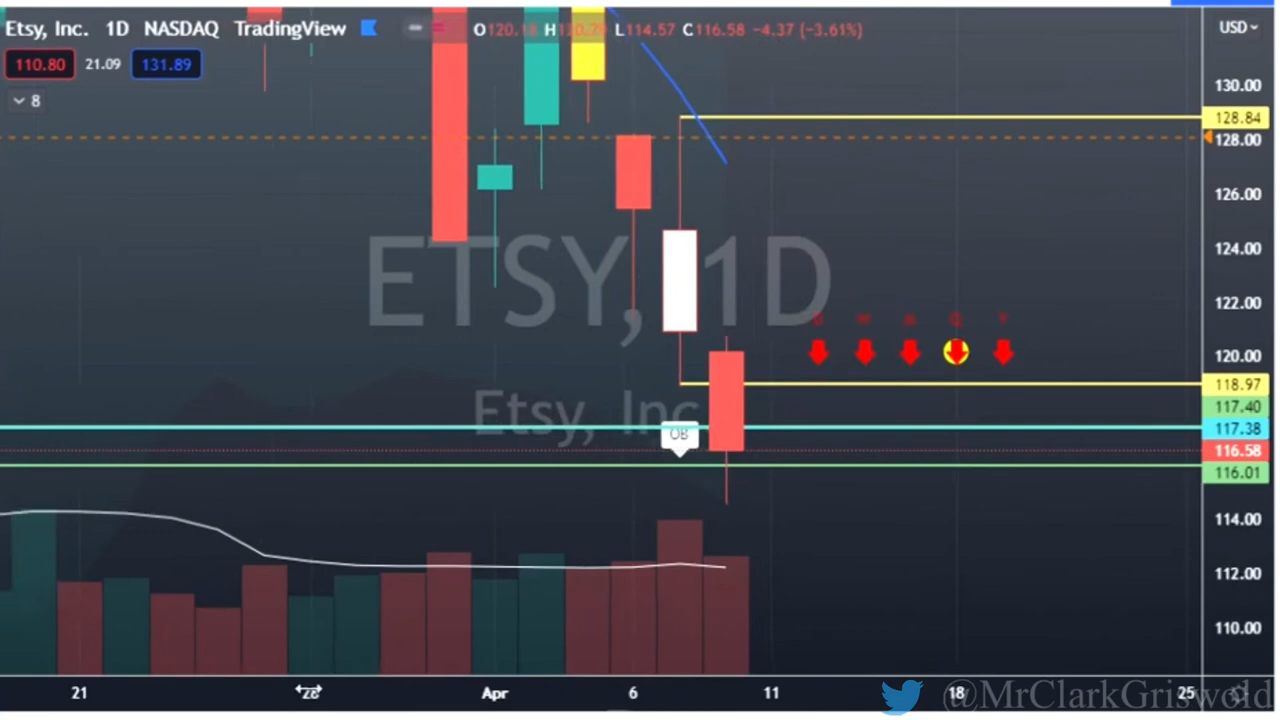 Etsy, Inc. 1D NASDAQ TradingView O120.18 L114.57 C116.58 −4.37 (−3.61%) USD
110.80 21.09 131.89
8
130.00
128.84
128.00
126.00
124.00
ETSY, 1D
122.00
120.00
118.97
Etsy, Inc
117.40
OB
117.38
116.58
116.01
114.00
112.00
110.00
21 28 Apr 6 11 18 25
@MrClarkGriswold